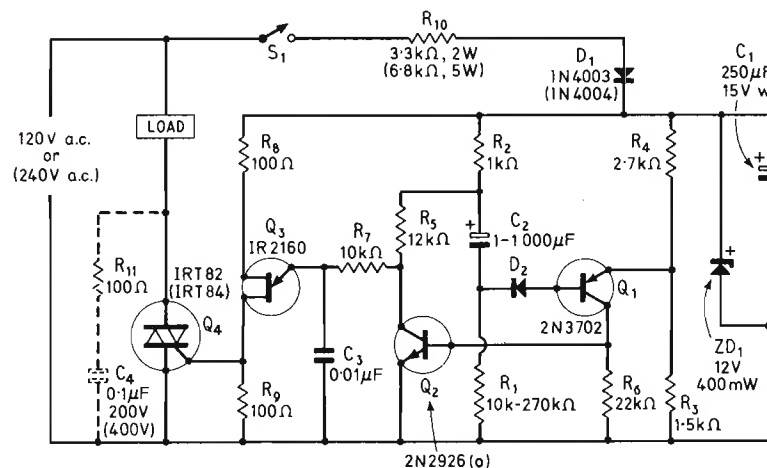 R10
3·3kΩ, 2W
(6·8kΩ, 5W)
S1
D1
1N4003
(1N4004)
C1
250μF
15V w
120V a.c.
or
(240V a.c.)
LOAD
R8
100Ω
R2
1kΩ
R4
2·7kΩ
R11
100Ω
IRT82
(IRT84)
Q4
Q3
IR2160
R7
10kΩ
R5
12kΩ
+
C2
1-1000μF
D2
Q1
2N3702
+
+
ZD1
12V
400mW
C4
0·1μF
200V
(400V)
R9
100Ω
C3
0·01μF
Q2
2N2926(o)
R1
10k-270kΩ
R6
22kΩ
R3
1·5kΩ